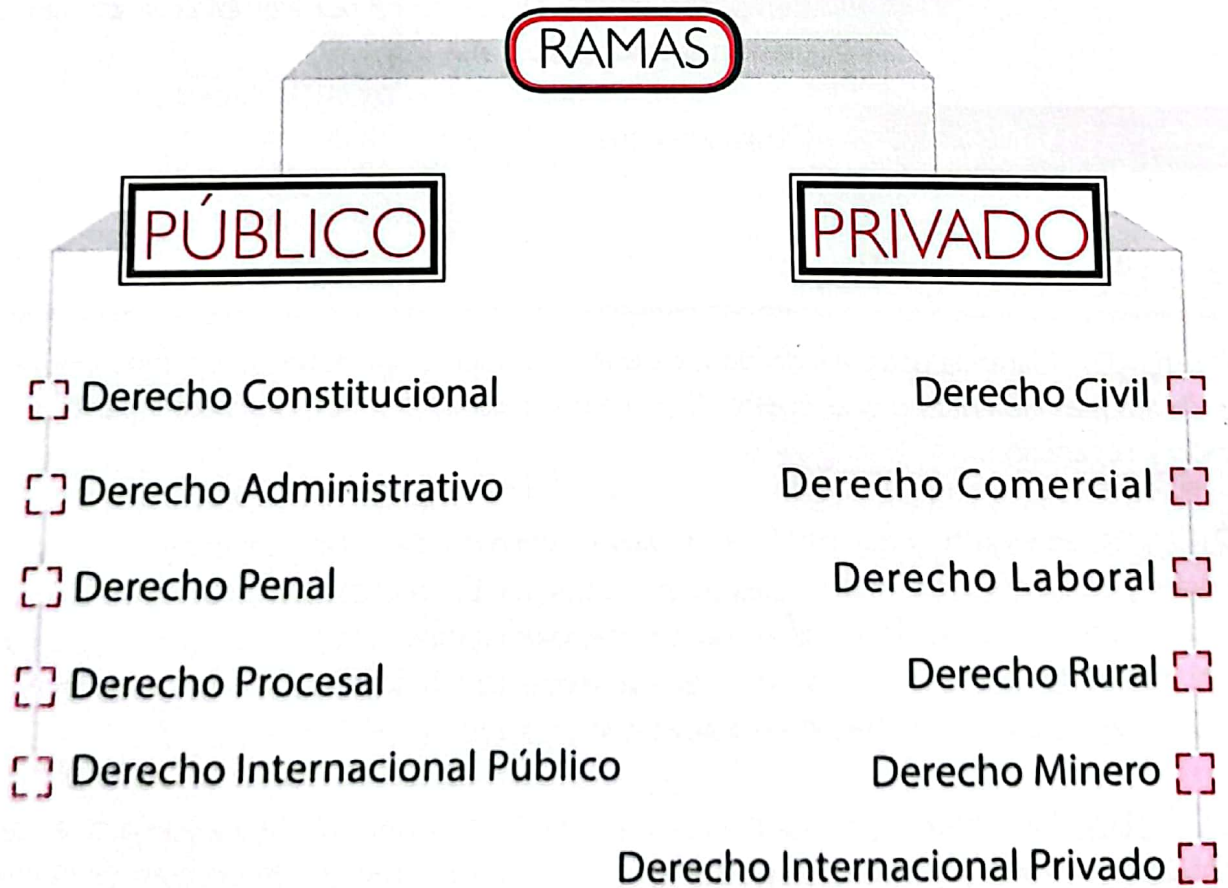 RAMAS
PÚBLICO
Derecho Constitucional
Derecho Administrativo
Derecho Penal
Derecho Procesal
Derecho Internacional Público
PRIVADO
Derecho Civil
Derecho Comercial
Derecho Laboral
Derecho Rural
Derecho Minero
Derecho Internacional Privado